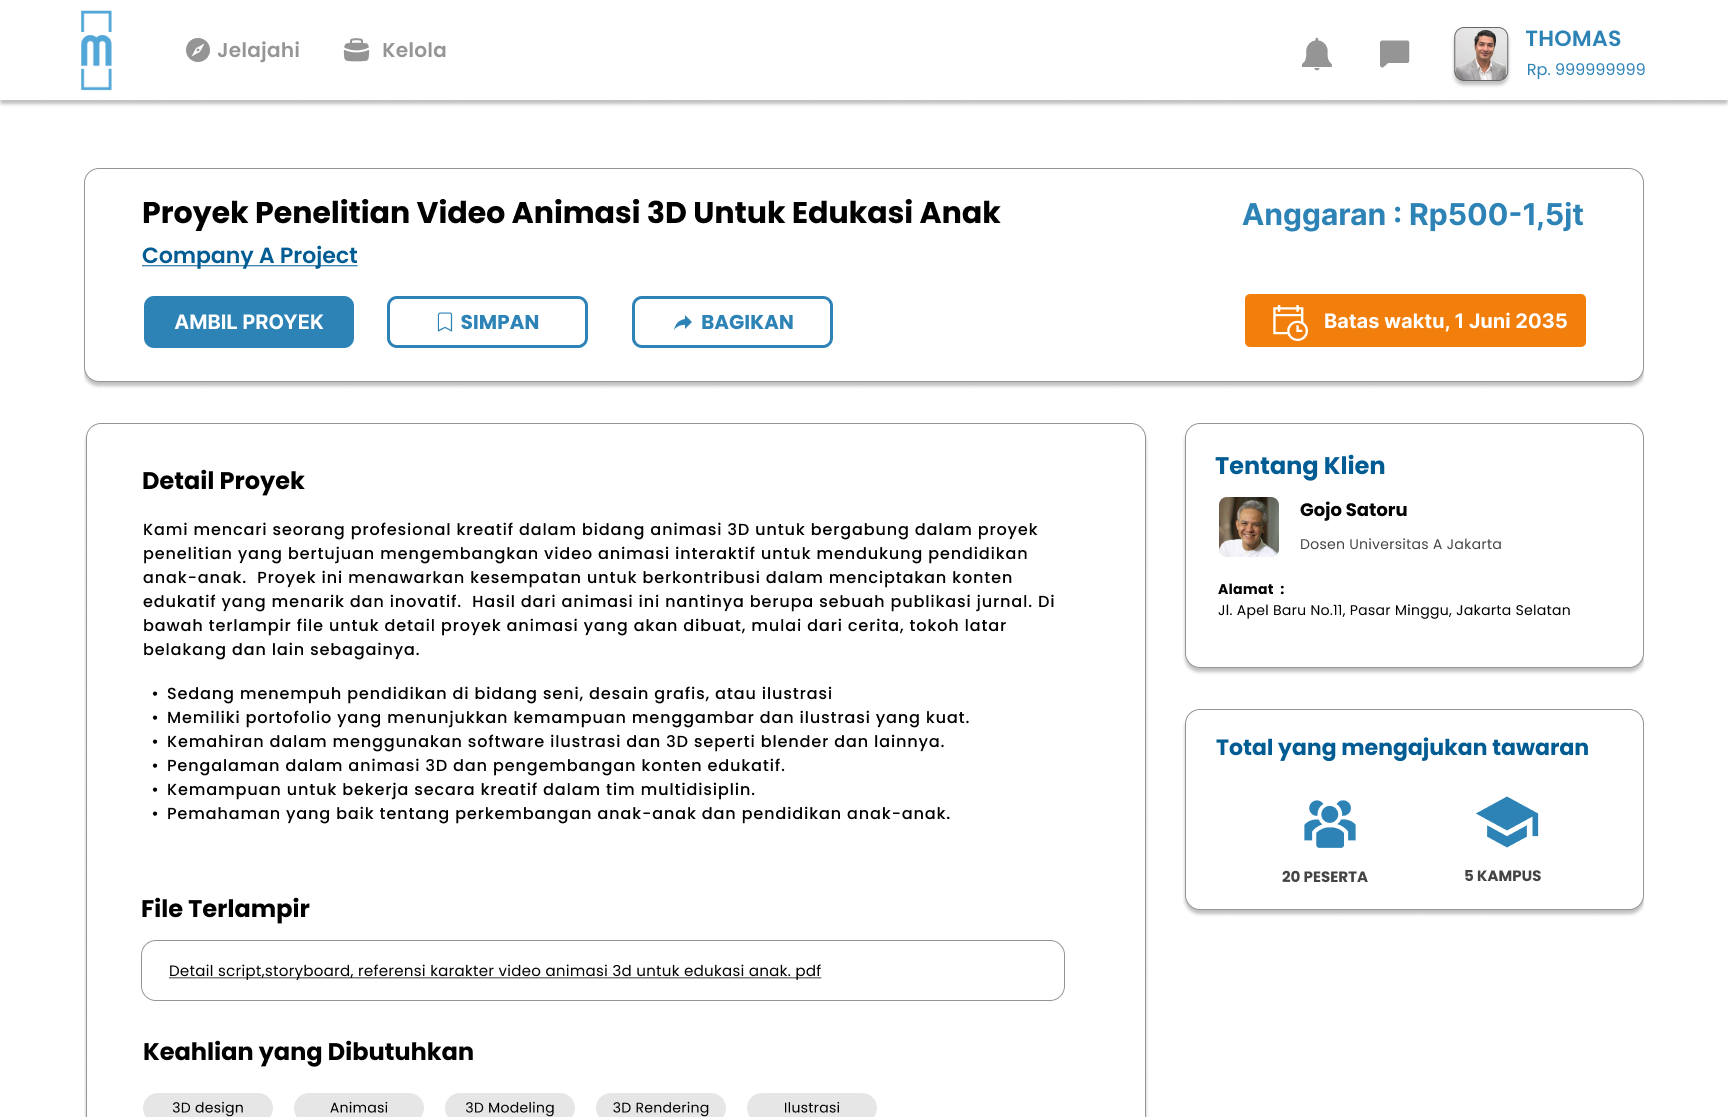 m
Jelajahi
Kelola
THOMAS
Rp. 999999999
Proyek Penelitian Video Animasi 3D Untuk Edukasi Anak
Anggaran : Rp500-1,5jt
Company A Project
AMBIL PROYEK
SIMPAN
BAGIKAN
Batas waktu, 1 Juni 2035
Detail Proyek
Kami mencari seorang profesional kreatif dalam bidang animasi 3D untuk bergabung dalam proyek
penelitian yang bertujuan mengembangkan video animasi interaktif untuk mendukung pendidikan
anak-anak.  Proyek ini menawarkan kesempatan untuk berkontribusi dalam menciptakan konten
edukatif yang menarik dan inovatif.  Hasil dari animasi ini nantinya berupa sebuah publikasi jurnal. Di
bawah terlampir file untuk detail proyek animasi yang akan dibuat, mulai dari cerita, tokoh latar
belakang dan lain sebagainya.
• Sedang menempuh pendidikan di bidang seni, desain grafis, atau ilustrasi
• Memiliki portofolio yang menunjukkan kemampuan menggambar dan ilustrasi yang kuat.
• Kemahiran dalam menggunakan software ilustrasi dan 3D seperti blender dan lainnya.
• Pengalaman dalam animasi 3D dan pengembangan konten edukatif.
• Kemampuan untuk bekerja secara kreatif dalam tim multidisiplin.
• Pemahaman yang baik tentang perkembangan anak-anak dan pendidikan anak-anak.
File Terlampir
Detail script,storyboard, referensi karakter video animasi 3d untuk edukasi anak. pdf
Keahlian yang Dibutuhkan
3D design
Animasi
3D Modeling
3D Rendering
Ilustrasi
Tentang Klien
Gojo Satoru
Dosen Universitas A Jakarta
Alamat :
Jl. Apel Baru No.11, Pasar Minggu, Jakarta Selatan
Total yang mengajukan tawaran
20 PESERTA
5 KAMPUS